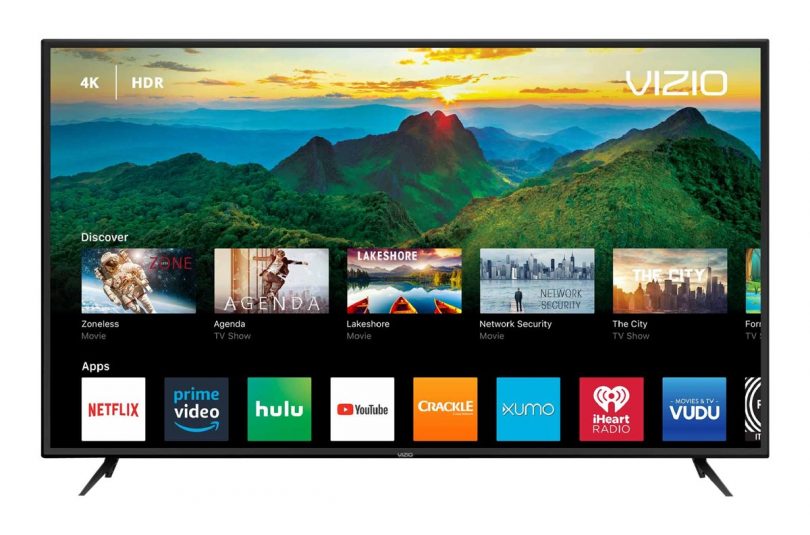 4K | HDR
VIZIO
Discover
ZONE
AGENDA
LAKESHORE
NETWORK
SECURITY
THE CITY
Zoneless
Agenda
Lakeshore
Network Security
The City
Movie
TV Show
Movie
Movie
TV Show
TV
Apps
NETFLIX
prime
video
hulu
YouTube
CRACKLE
XUMO
iHeart
RADIO
MOVIES & TV
VUDU
VIZIO